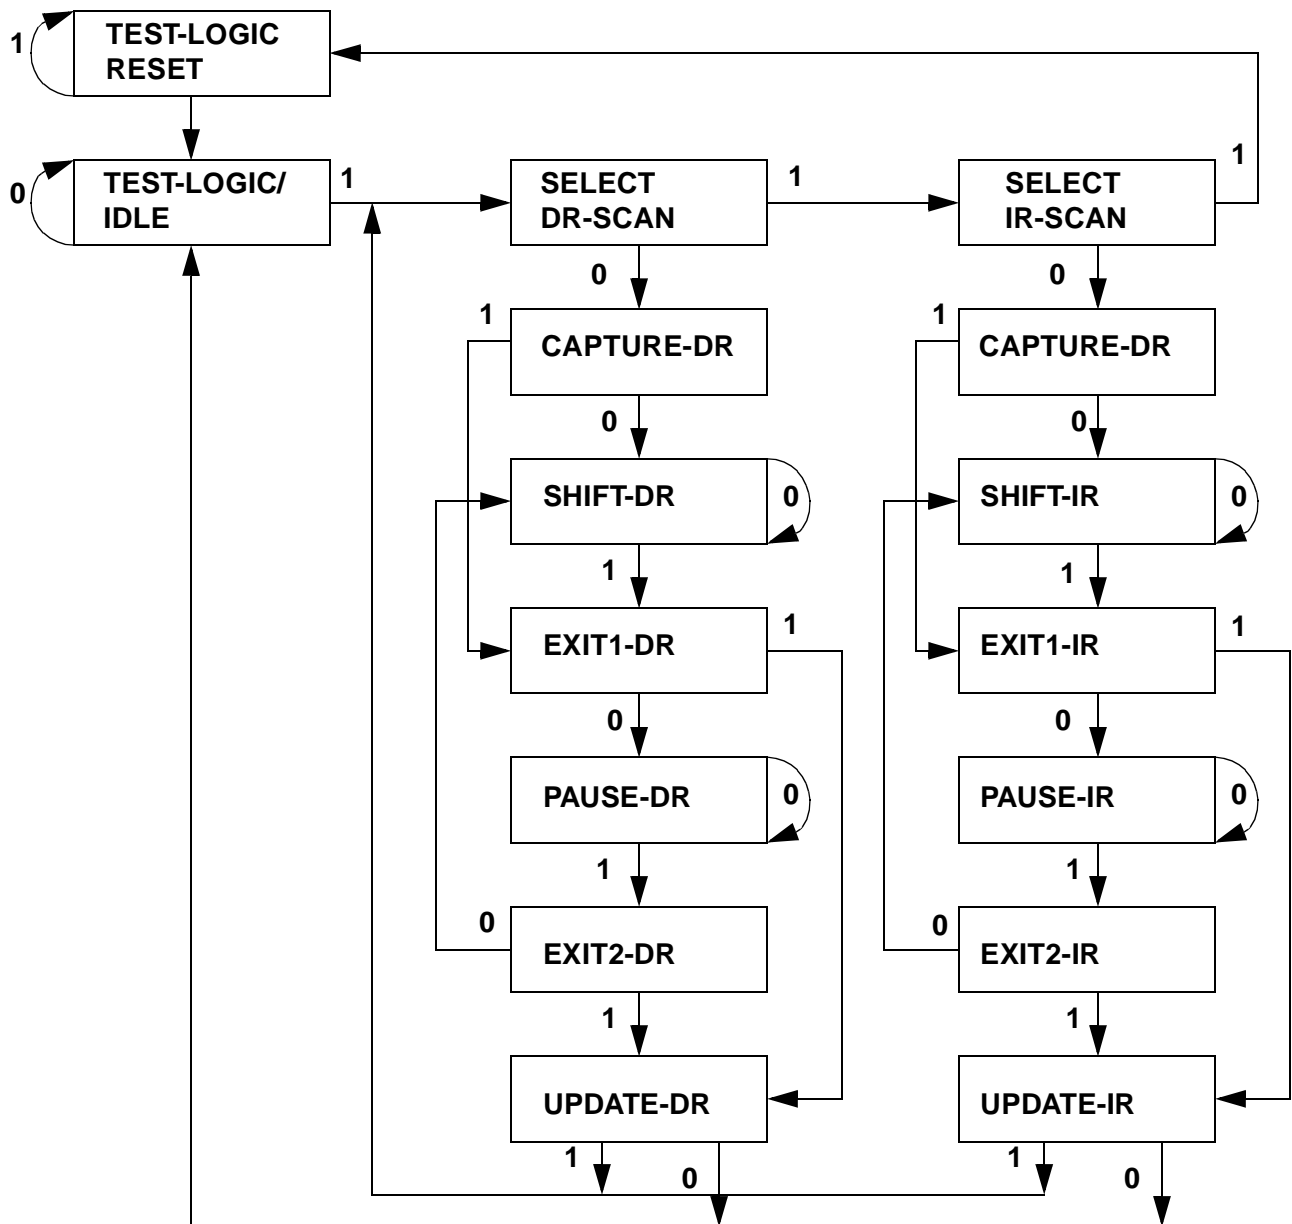 1
TEST-LOGIC
RESET
0
TEST-LOGIC/
IDLE
1
SELECT
DR-SCAN
1
SELECT
IR-SCAN
1
0
0
1
CAPTURE-DR
1
CAPTURE-DR
0
0
SHIFT-DR
0
SHIFT-IR
0
1
1
EXIT1-DR
1
EXIT1-IR
1
0
0
PAUSE-DR
0
PAUSE-IR
0
1
1
0
EXIT2-DR
0
EXIT2-IR
1
1
UPDATE-DR
UPDATE-IR
1
0
1
0